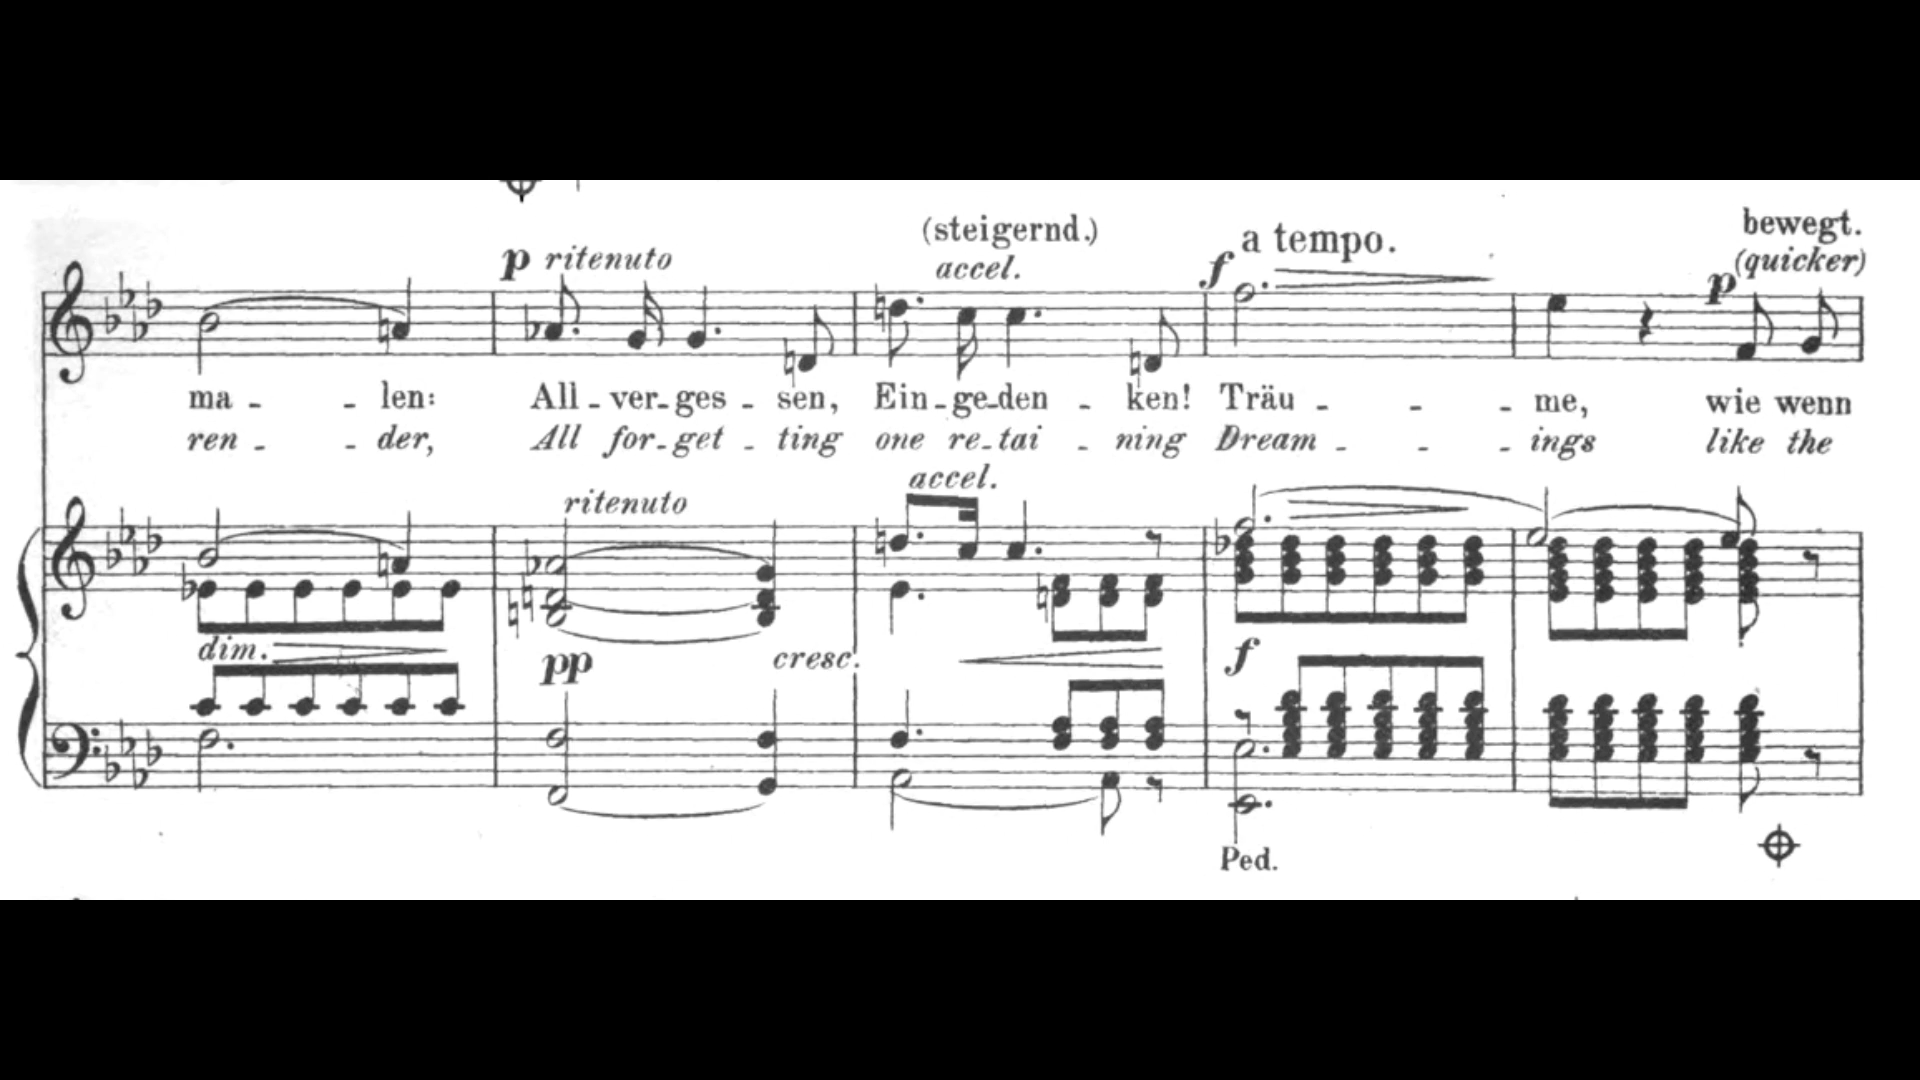 (steigernd.)
bewegt.
p ritenuto
accel.
f a tempo.
p (quicker)
ma - - len: All - ver - ges - sen, Ein - ge - den - ken! Träu - - - me, wie wenn
ren - - der, All for - get - ting one re - tai - ning Dream - - - ings like the
ritenuto
accel.
dim.
pp
cresc.
f
Ped.